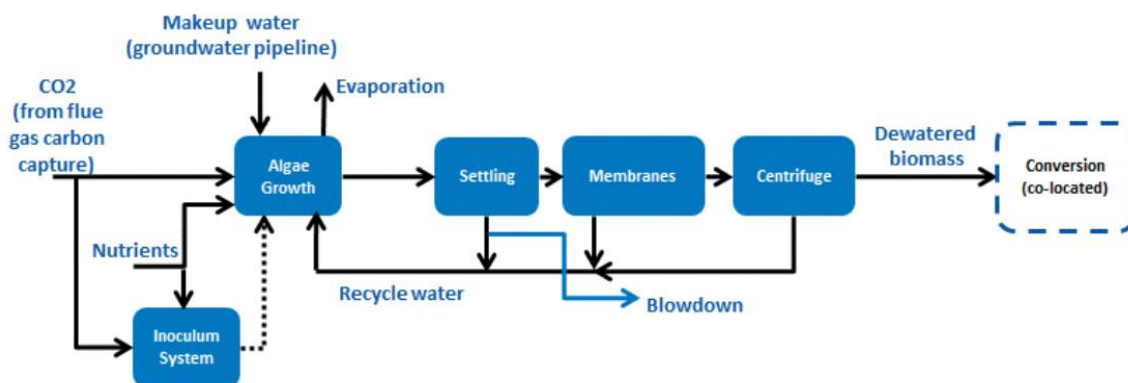 Makeup water
(groundwater pipeline)
CO2
(from flue
gas carbon
capture)
Evaporation
Algae
Growth
Settling
Membranes
Centrifuge
Dewatered
biomass
Conversion
(co-located)
Nutrients
Recycle water
Blowdown
Inoculum
System